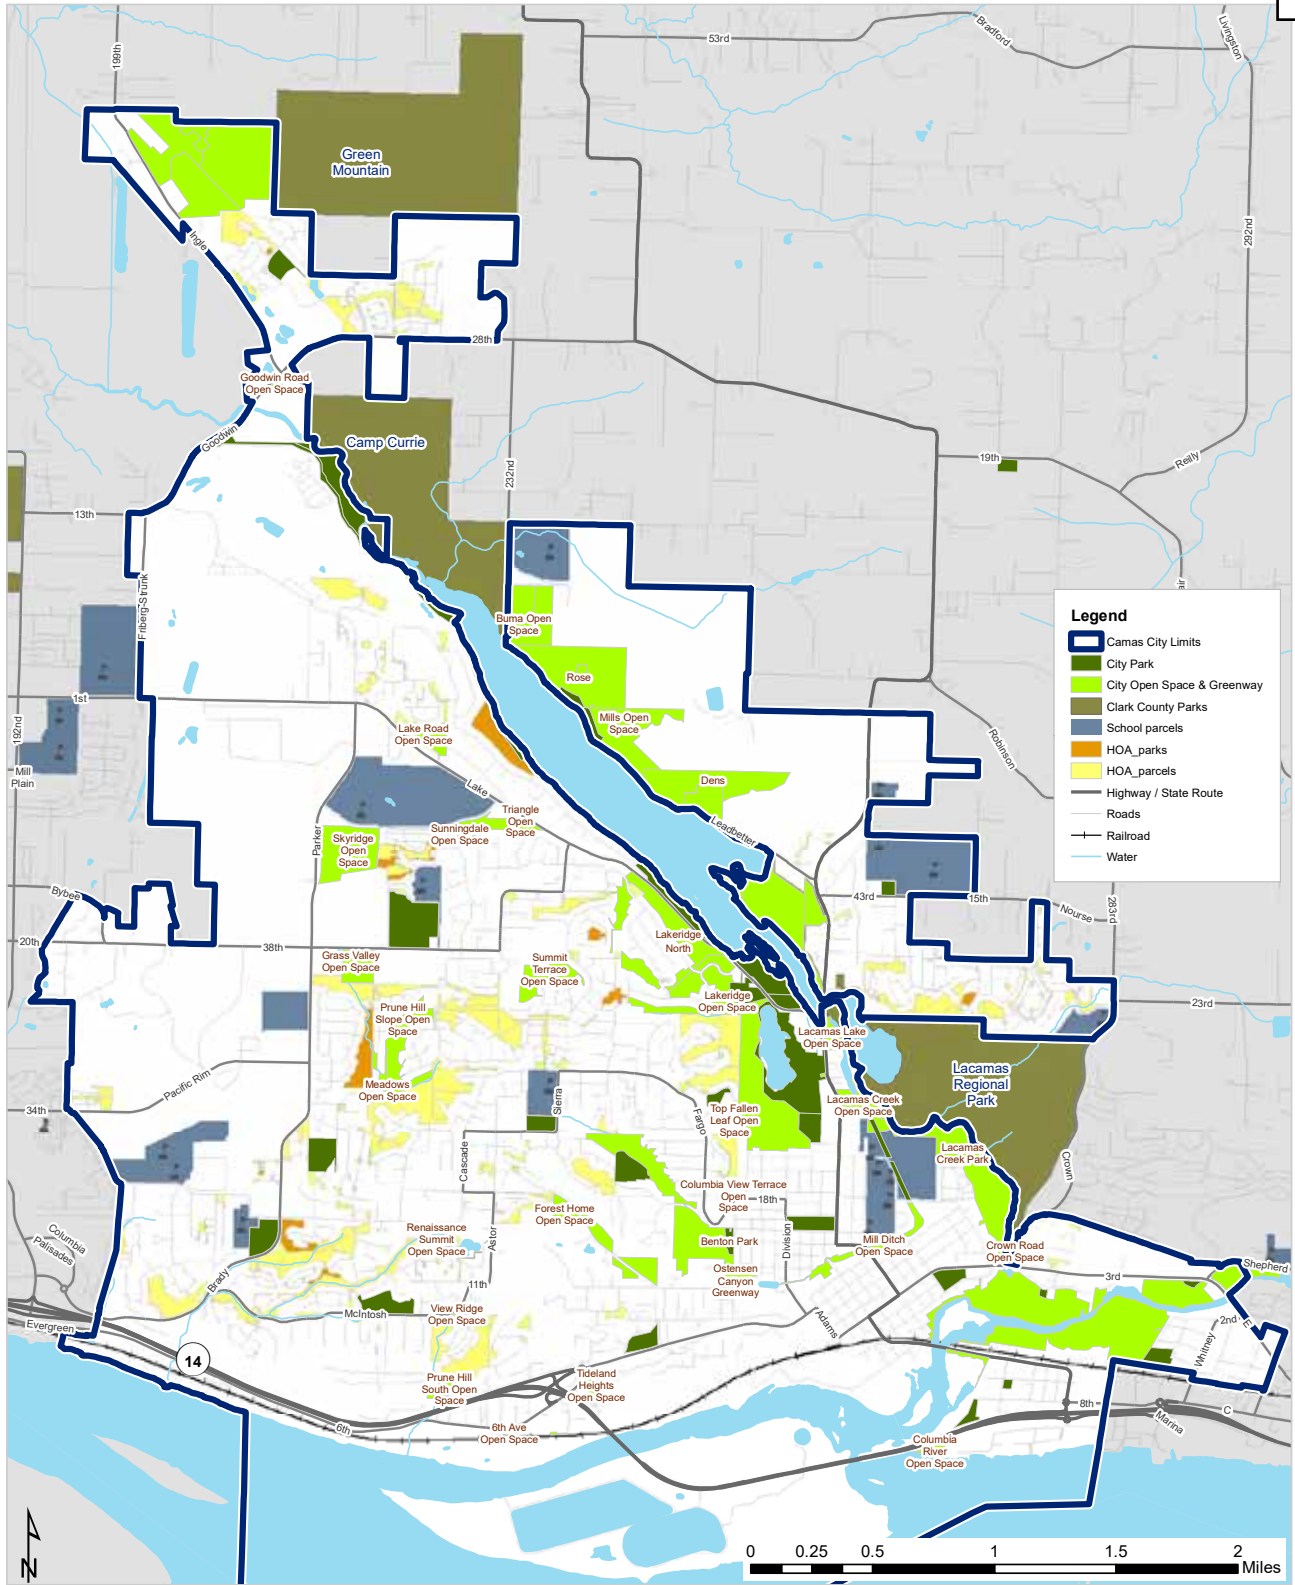 53rd
Bradford
Livingston
199th
Green
Mountain
292nd
Ingle
28th
Goodwin Road
Open Space
Camp Currie
Goodwin
232nd
19th
Reilly
13th
Friberg-Strunk
Legend
Camas City Limits
City Park
City Open Space & Greenway
Clark County Parks
School parcels
HOA_parks
HOA_parcels
Highway / State Route
Roads
Railroad
Water
Buma Open
Space
Rose
1st
192nd
Mills Open
Space
Lake Road
Open Space
Robinson
Mill
Plain
Dens
Lake
Triangle
Open
Space
Leadbetter
Parker
Sunningdale
Open Space
Skyridge
Open
Space
Bybee
43rd
15th
Nourse
283rd
20th
38th
Lakeridge
North
Grass Valley
Open Space
Summit
Terrace
Open Space
Lakeridge
Open Space
23rd
Prune Hill
Slope Open
Space
Lacamas Lake
Open Space
Pacific Rim
Meadows
Open Space
Lacamas
Regional
Park
34th
Sierra
Fargo
Top Fallen
Leaf Open
Space
Lacamas Creek
Open Space
Cascade
Lacamas
Creek Park
Crown
Columbia View Terrace
Open
Space
18th
Forest Home
Open Space
Columbia
Palisades
Renaissance
Summit
Open Space
Astor
Benton Park
Division
Mill Ditch
Open Space
Crown Road
Open Space
Shepherd
Ostensen
Canyon
Greenway
Brady
11th
3rd
McIntosh
View Ridge
Open Space
Adams
Evergreen
2nd
E
Whitney
14
Prune Hill
South Open
Space
Tideland
Heights
Open Space
6th
6th Ave
Open Space
8th
C
Marina
Columbia
River
Open Space
N
0 0.25 0.5 1 1.5 2
Miles